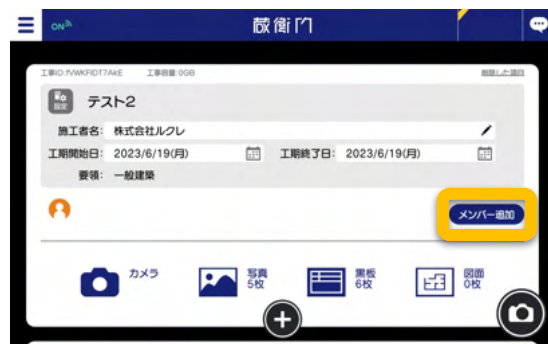 ON
蔵衛門
工事ID:fVWKFIDT7AkE 工事容量:0GB 削除した項目
設定 テスト2
施工者名: 株式会社ルクレ
工期開始日: 2023/6/19(月) 工期終了日: 2023/6/19(月)
要領: 一般建築
メンバー追加
カメラ 写真 5枚 黒板 6枚 図面 0枚